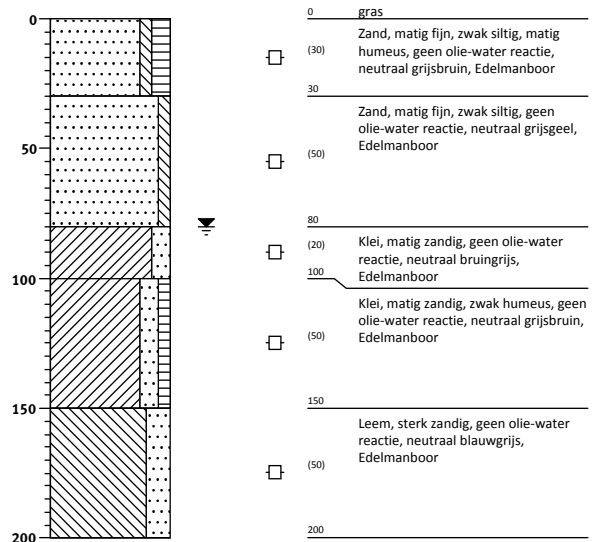 0
gras
0
Zand, matig fijn, zwak siltig, matig
humeus, geen olie-water reactie,
neutraal grijsbruin, Edelmanboor
(30)
30
Zand, matig fijn, zwak siltig, geen
olie-water reactie, neutraal grijsgeel,
Edelmanboor
50
(50)
80
Klei, matig zandig, geen olie-water
reactie, neutraal bruingrijs,
Edelmanboor
(20)
100
100
Klei, matig zandig, zwak humeus, geen
olie-water reactie, neutraal grijsbruin,
Edelmanboor
(50)
150
150
Leem, sterk zandig, geen olie-water
reactie, neutraal blauwgrijs,
Edelmanboor
(50)
200
200